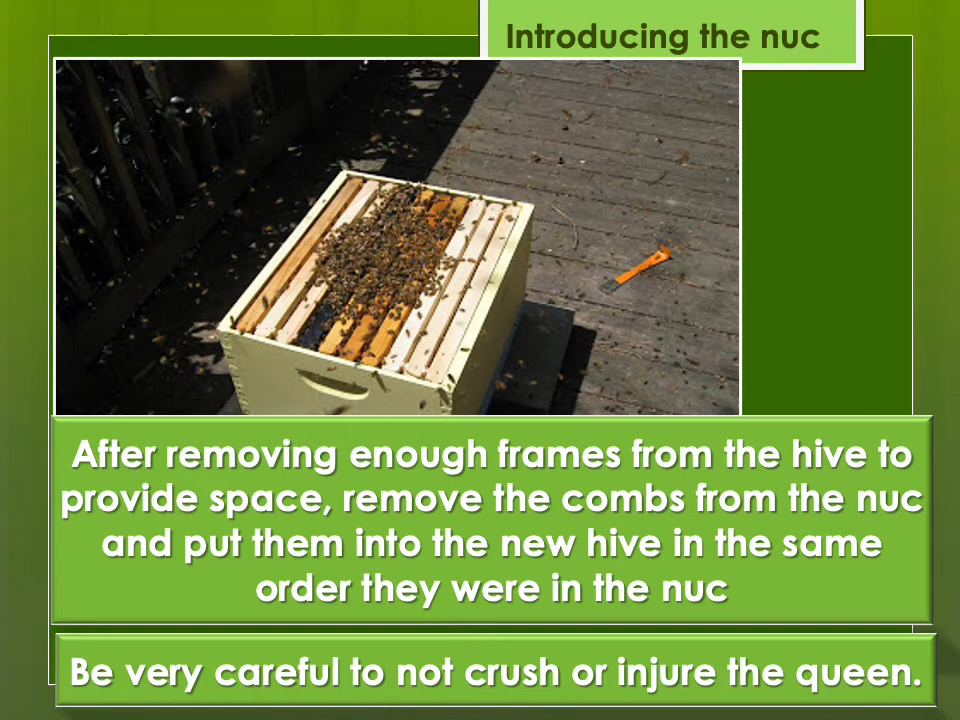 Introducing the nuc
After removing enough frames from the hive to
provide space, remove the combs from the nuc
and put them into the new hive in the same
order they were in the nuc
Be very careful to not crush or injure the queen.